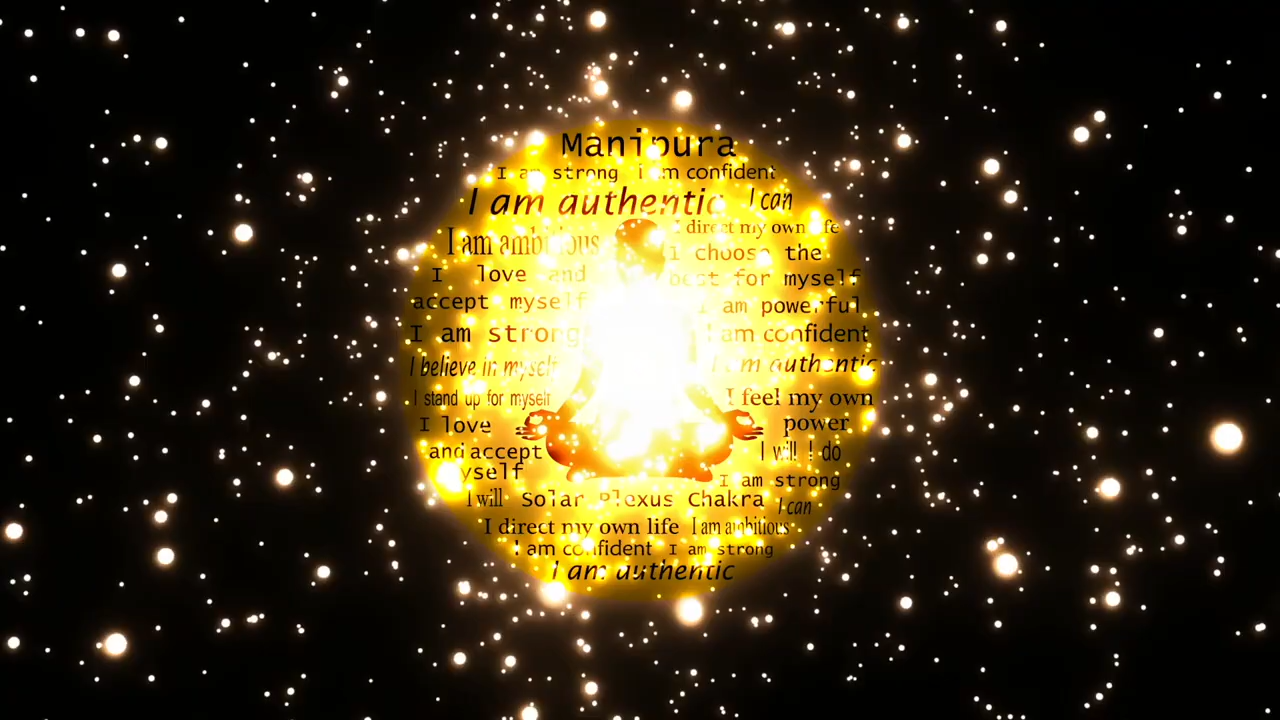 Manipura
I am strong i am confident
I am authentic I can
I am ambitious I direct my own life
I love and accept myself I choose the best for myself
I am powerful
I am strong I am confident
I believe in myself I am authentic
I stand up for myself I feel my own power
I love and accept myself I will I do
I am strong
I will Solar Plexus Chakra I can
I direct my own life I am ambitious
I am confident I am strong
I am authentic